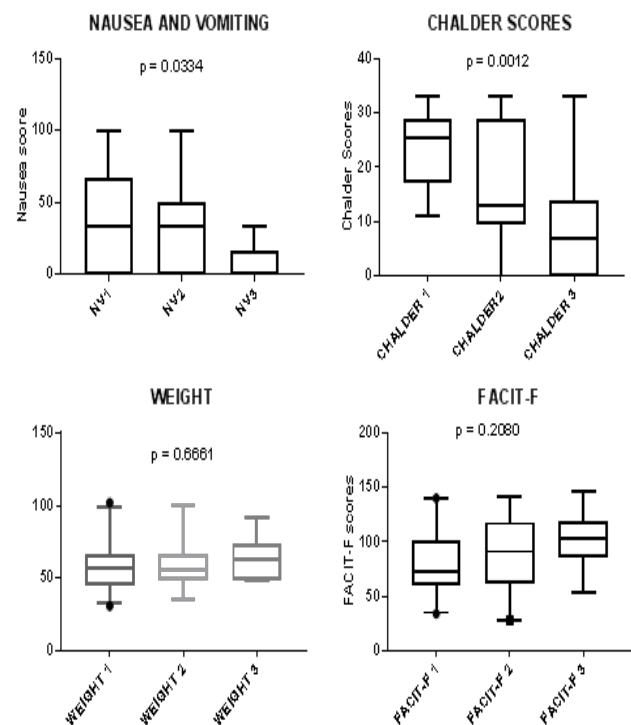 NAUSEA AND VOMITING
p = 0.0334
Nausea score
150
100
50
0
NV1
NV2
NV3
CHALDER SCORES
p = 0.0012
Chalder Scores
40
30
20
10
0
CHALDER 1
CHALDER2
CHALDER 3
WEIGHT
p = 0.6661
150
100
50
0
WEIGHT 1
WEIGHT 2
WEIGHT 3
FACIT-F
p = 0.2080
FACIT-F scores
200
150
100
50
0
FACIT-F 1
FACIT-F 2
FACIT-F 3